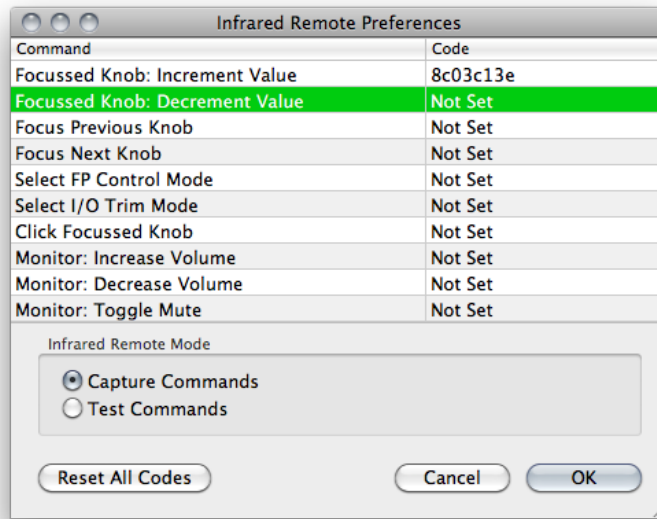 Infrared Remote Preferences
Command Code
Focussed Knob: Increment Value 8c03c13e
Focussed Knob: Decrement Value Not Set
Focus Previous Knob Not Set
Focus Next Knob Not Set
Select FP Control Mode Not Set
Select I/O Trim Mode Not Set
Click Focussed Knob Not Set
Monitor: Increase Volume Not Set
Monitor: Decrease Volume Not Set
Monitor: Toggle Mute Not Set
Infrared Remote Mode
Capture Commands
Test Commands
Reset All Codes Cancel OK